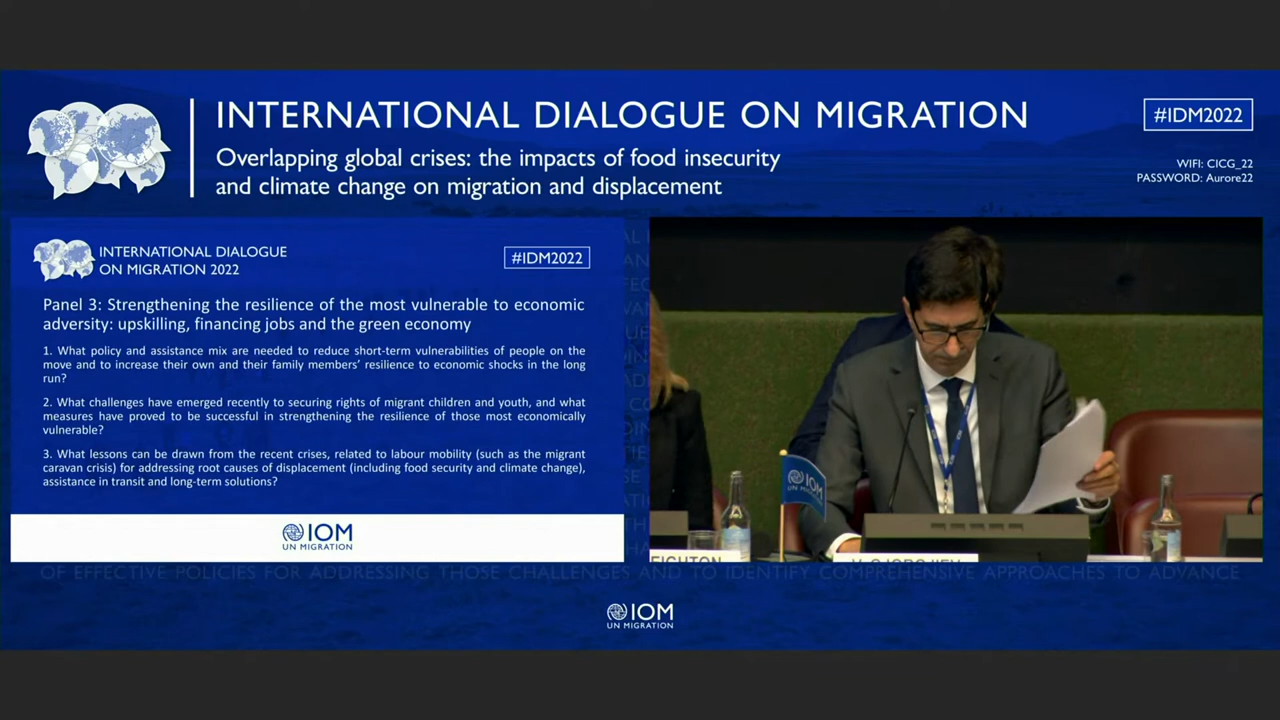 INTERNATIONAL DIALOGUE ON MIGRATION
Overlapping global crises: the impacts of food insecurity
and climate change on migration and displacement
#IDM2022
WIFI: CICG_22
PASSWORD: Aurore22
INTERNATIONAL DIALOGUE
ON MIGRATION 2022
#IDM2022
Panel 3: Strengthening the resilience of the most vulnerable to economic
adversity: upskilling, financing jobs and the green economy
1. What policy and assistance mix are needed to reduce short-term vulnerabilities of people on the
move and to increase their own and their family members’ resilience to economic shocks in the long
run?
2. What challenges have emerged recently to securing rights of migrant children and youth, and what
measures have proved to be successful in strengthening the resilience of those most economically
vulnerable?
3. What lessons can be drawn from the recent crises, related to labour mobility (such as the migrant
caravan crisis) for addressing root causes of displacement (including food security and climate change),
assistance in transit and long-term solutions?
IOM
UN MIGRATION
IOM
EIGHTON
OF EFFECTIVE POLICIES FOR ADDRESSING THOSE CHALLENGES AND TO IDENTIFY COMPREHENSIVE APPROACHES TO ADVANCE
IOM
UN MIGRATION